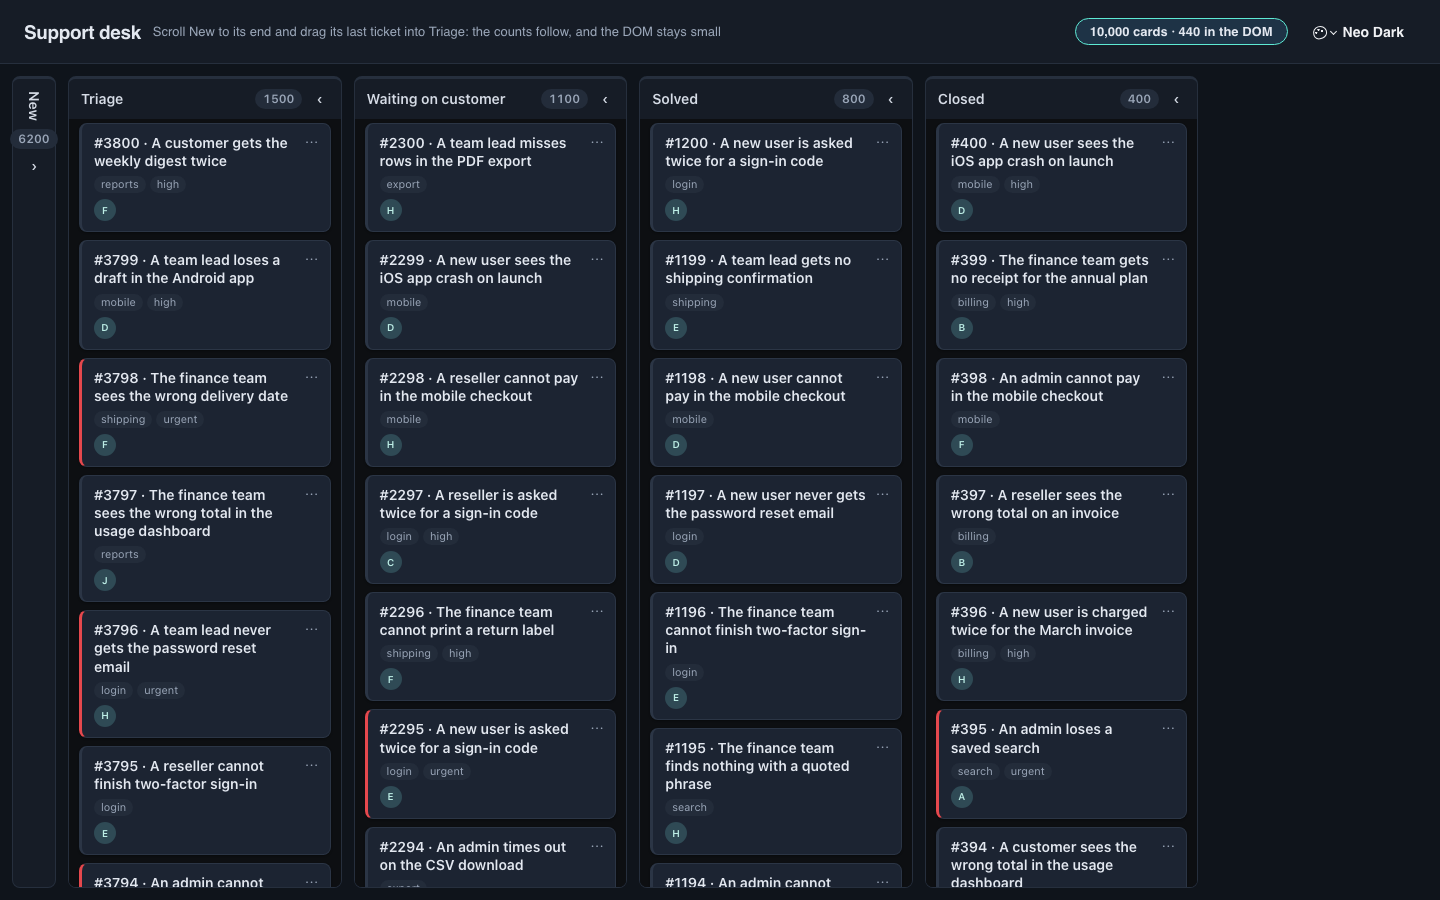 Support desk
Scroll New to its end and drag its last ticket into Triage: the counts follow, and the DOM stays small
10,000 cards · 440 in the DOM
Neo Dark
New
6200
Triage
1500
#3800 · A customer gets the
weekly digest twice
reports high
F
#3799 · A team lead loses a
draft in the Android app
mobile high
D
#3798 · The finance team
sees the wrong delivery date
shipping urgent
F
#3797 · The finance team
sees the wrong total in the
usage dashboard
reports
J
#3796 · A team lead never
gets the password reset
email
login urgent
H
#3795 · A reseller cannot
finish two-factor sign-in
login
E
#3794 · An admin cannot
Waiting on customer
1100
#2300 · A team lead misses
rows in the PDF export
export
H
#2299 · A new user sees the
iOS app crash on launch
mobile
D
#2298 · A reseller cannot pay
in the mobile checkout
mobile
H
#2297 · A reseller is asked
twice for a sign-in code
login high
C
#2296 · The finance team
cannot print a return label
shipping high
F
#2295 · A new user is asked
twice for a sign-in code
login urgent
E
#2294 · An admin times out
on the CSV download
Solved
800
#1200 · A new user is asked
twice for a sign-in code
login
H
#1199 · A team lead gets no
shipping confirmation
shipping
E
#1198 · A new user cannot
pay in the mobile checkout
mobile
D
#1197 · A new user never gets
the password reset email
login
D
#1196 · The finance team
cannot finish two-factor sign-
in
login
E
#1195 · The finance team
finds nothing with a quoted
phrase
search
H
#1194 · An admin cannot
Closed
400
#400 · A new user sees the
iOS app crash on launch
mobile high
D
#399 · The finance team gets
no receipt for the annual plan
billing high
B
#398 · An admin cannot pay
in the mobile checkout
mobile
F
#397 · A reseller sees the
wrong total on an invoice
billing
B
#396 · A new user is charged
twice for the March invoice
billing high
H
#395 · An admin loses a
saved search
search urgent
A
#394 · A customer sees the
wrong total in the usage
dashboard